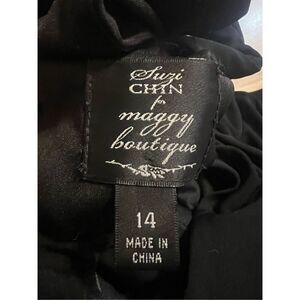 Suzi
CHIN
for
maggy
boutique
14
MADE IN
CHINA